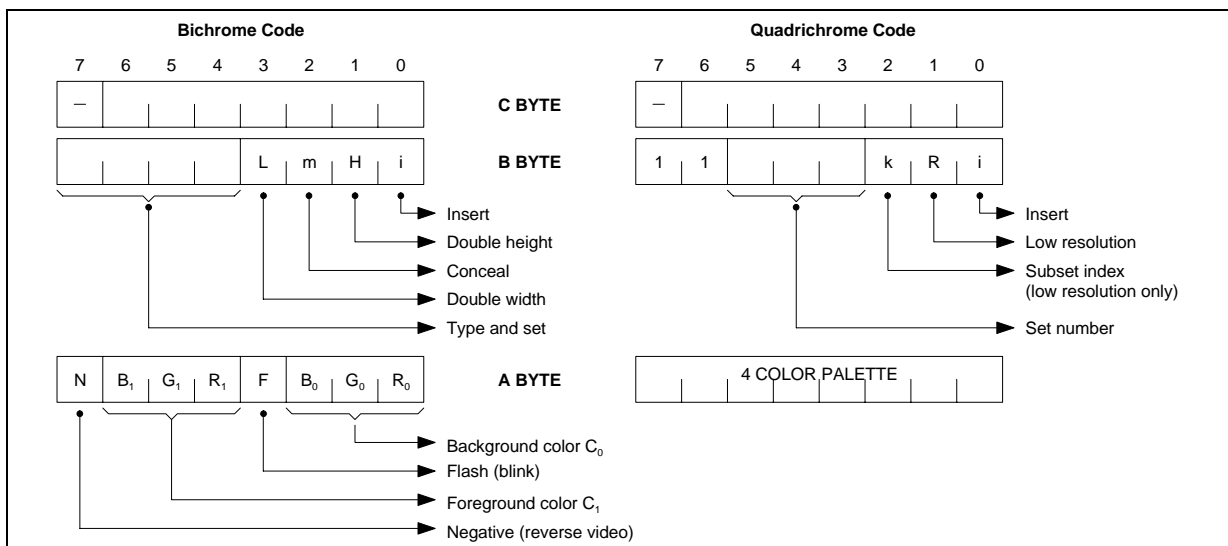 Bichrome Code Quadrichrome Code
7 6 5 4 3 2 1 0 7 6 5 4 3 2 1 0
– C BYTE –
L m H i B BYTE 1 1 k R i
Insert Insert
Double height Low resolution
Conceal Subset index
(low resolution only)
Double width
Type and set Set number
N B₁ G₁ R₁ F B₀ G₀ R₀ A BYTE 4 COLOR PALETTE
Background color C₀
Flash (blink)
Foreground color C₁
Negative (reverse video)